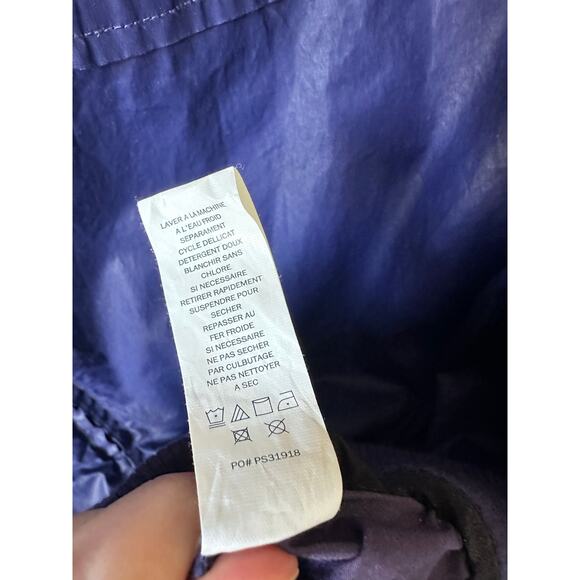 LAVER A LA MACHINE
A L'EAU FROID
SEPARAMENT
CYCLE DELLICAT
DETERGENT DOUX
BLANCHIR SANS
CHLORE
SI NECESSAIRE
RETIRER RAPIDEMENT
SUSPENDRE POUR
SECHER
REPASSER AU
FER FROIDE
SI NECESSAIRE
NE PAS SECHER
PAR CULBUTAGE
NE PAS NETTOYER
A SEC
PO# PS31918